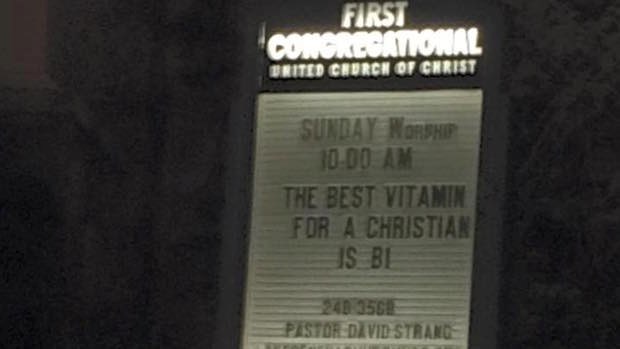 FIRST
CONGREGATIONAL
UNITED CHURCH OF CHRIST
SUNDAY WORSHIP
10:00 AM
THE BEST VITAMIN
FOR A CHRISTIAN
IS B1
PASTOR DAVID STRANG